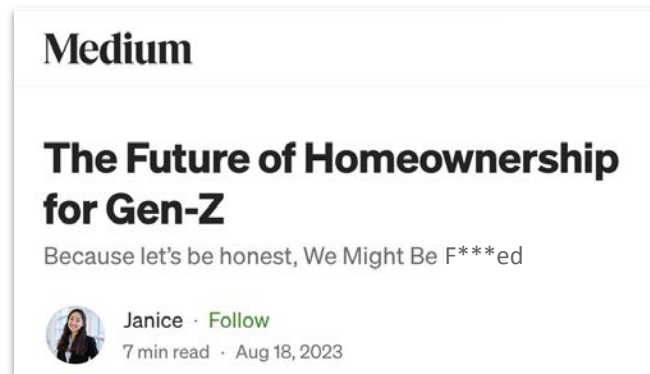 Medium
The Future of Homeownership
for Gen-Z
Because let's be honest, We Might Be F***ed
Janice · Follow
7 min read · Aug 18, 2023